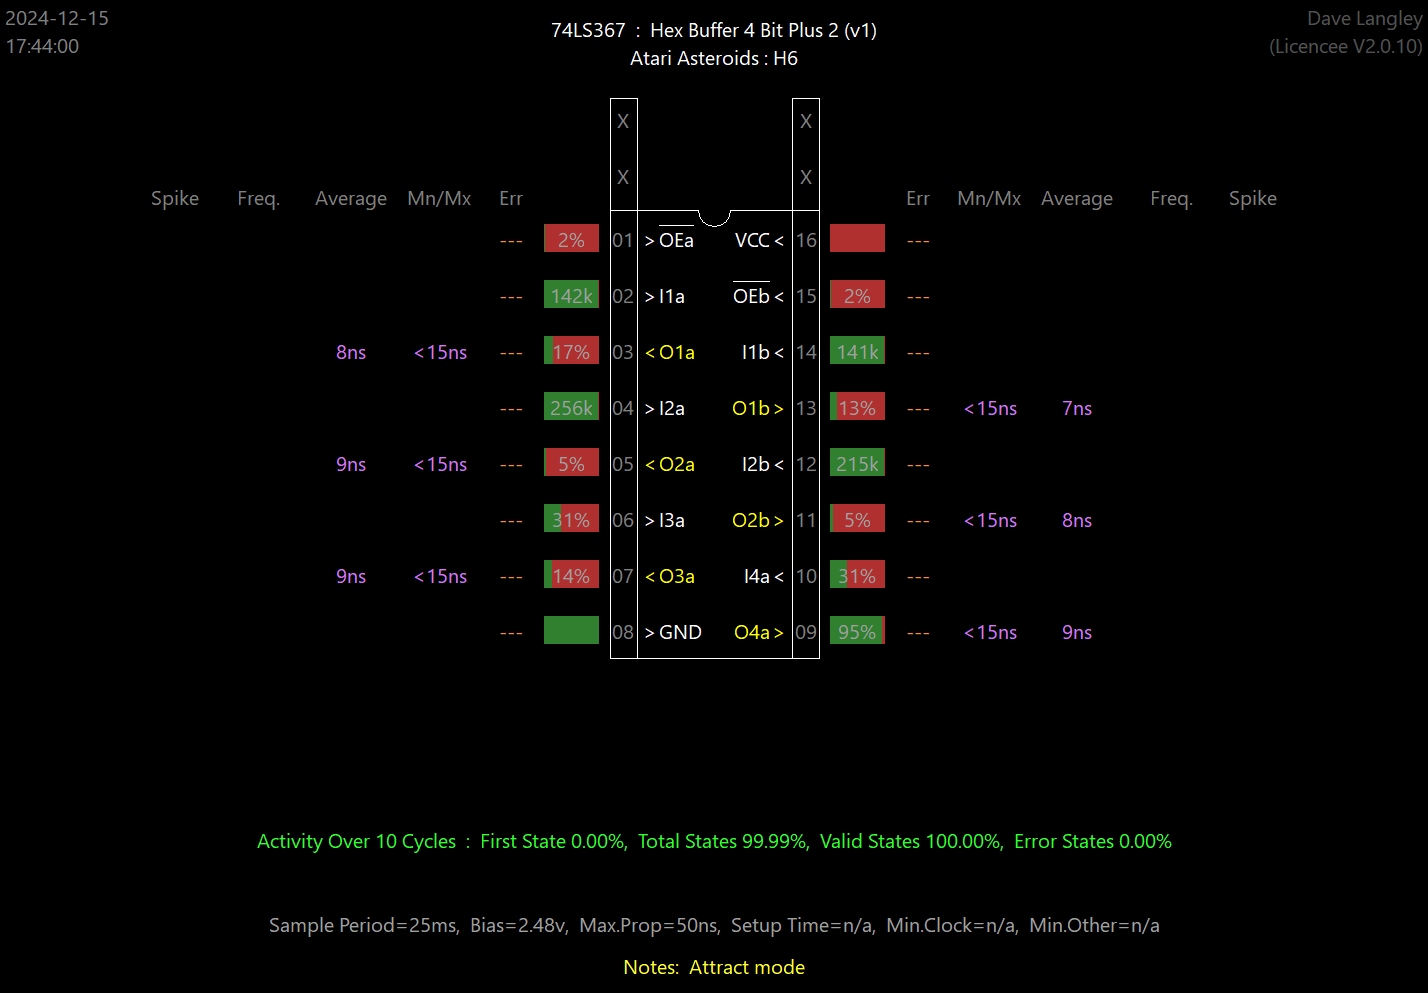 2024-12-15
17:44:00
74LS367 : Hex Buffer 4 Bit Plus 2 (v1)
Atari Asteroids : H6
Dave Langley
(Licencee V2.0.10)
X X
X X
Spike Freq. Average Mn/Mx Err Err Mn/Mx Average Freq. Spike
--- 2% 01 > OEa VCC < 16 ---
--- 142k 02 > I1a OEb < 15 2% ---
8ns <15ns --- 17% 03 < O1a I1b < 14 141k ---
--- 256k 04 > I2a O1b > 13 13% --- <15ns 7ns
9ns <15ns --- 5% 05 < O2a I2b < 12 215k ---
--- 31% 06 > I3a O2b > 11 5% --- <15ns 8ns
9ns <15ns --- 14% 07 < O3a I4a < 10 31% ---
--- 08 > GND O4a > 09 95% --- <15ns 9ns
Activity Over 10 Cycles : First State 0.00%, Total States 99.99%, Valid States 100.00%, Error States 0.00%
Sample Period=25ms, Bias=2.48v, Max.Prop=50ns, Setup Time=n/a, Min.Clock=n/a, Min.Other=n/a
Notes: Attract mode